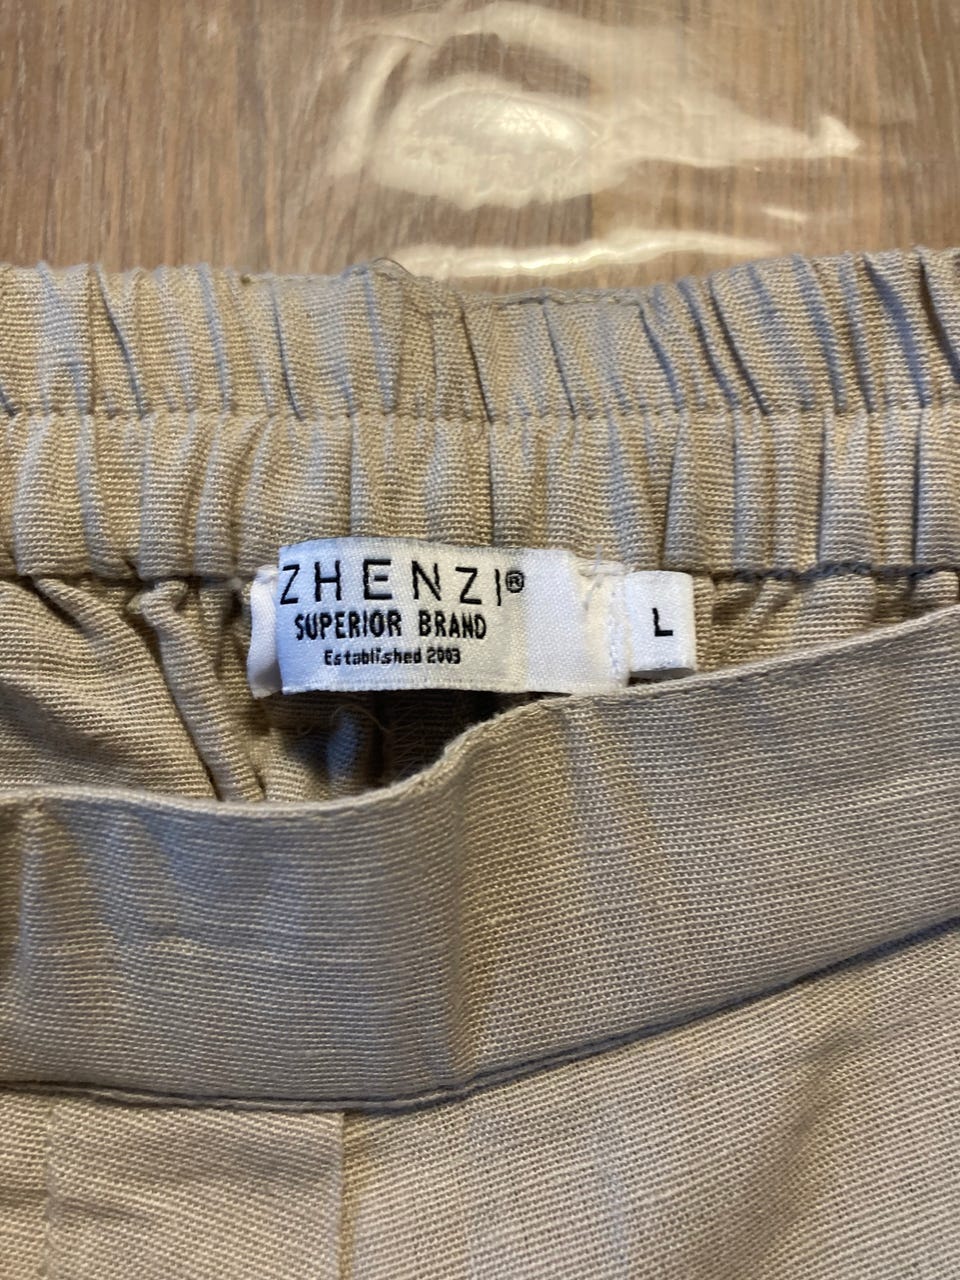 ZHENZI®
SUPERIOR BRAND
Established 2003
L